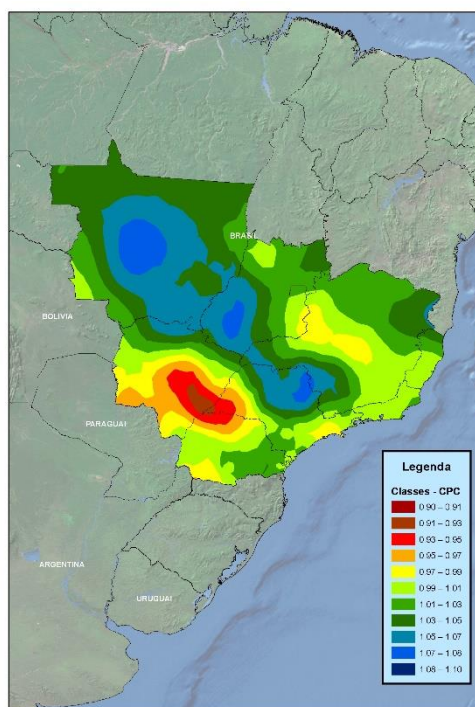 BRASIL
BOLIVIA
PARAGUAI
ARGENTINA
URUGUAI
Legenda
Classes - CPC
0.90 – 0.91
0.91 – 0.93
0.93 – 0.95
0.95 – 0.97
0.97 – 0.99
0.99 – 1.01
1.01 – 1.03
1.03 – 1.05
1.05 – 1.07
1.07 – 1.08
1.08 – 1.10